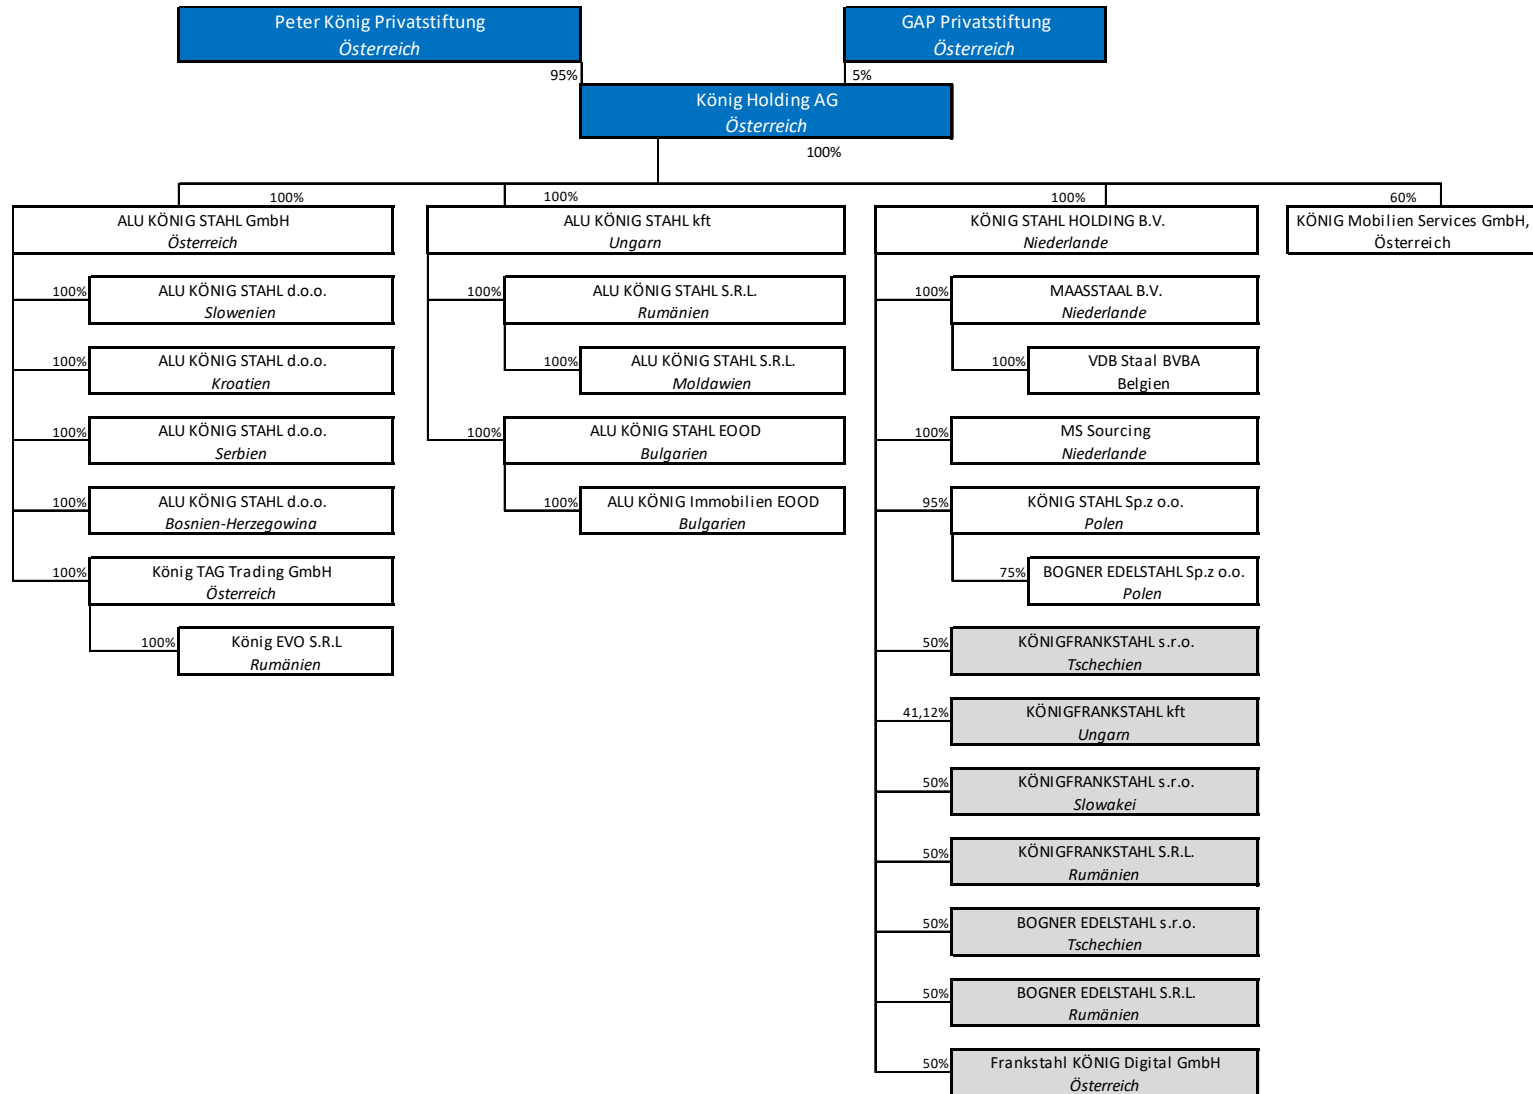 Peter König Privatstiftung
Österreich
GAP Privatstiftung
Österreich
95%
5%
König Holding AG
Österreich
100%
100%
100%
100%
60%
ALU KÖNIG STAHL GmbH
Österreich
100%
ALU KÖNIG STAHL d.o.o.
Slowenien
100%
ALU KÖNIG STAHL d.o.o.
Kroatien
100%
ALU KÖNIG STAHL d.o.o.
Serbien
100%
ALU KÖNIG STAHL d.o.o.
Bosnien-Herzegowina
100%
König TAG Trading GmbH
Österreich
100%
König EVO S.R.L
Rumänien
ALU KÖNIG STAHL kft
Ungarn
100%
ALU KÖNIG STAHL S.R.L.
Rumänien
100%
ALU KÖNIG STAHL S.R.L.
Moldawien
100%
ALU KÖNIG STAHL EOOD
Bulgarien
100%
ALU KÖNIG Immobilien EOOD
Bulgarien
KÖNIG STAHL HOLDING B.V.
Niederlande
100%
MAASSTAAL B.V.
Niederlande
100%
VDB Staal BVBA
Belgien
100%
MS Sourcing
Niederlande
95%
KÖNIG STAHL Sp.z o.o.
Polen
75%
BOGNER EDELSTAHL Sp.z o.o.
Polen
50%
KÖNIGFRANKSTAHL s.r.o.
Tschechien
41,12%
KÖNIGFRANKSTAHL kft
Ungarn
50%
KÖNIGFRANKSTAHL s.r.o.
Slowakei
50%
KÖNIGFRANKSTAHL S.R.L.
Rumänien
50%
BOGNER EDELSTAHL s.r.o.
Tschechien
50%
BOGNER EDELSTAHL S.R.L.
Rumänien
50%
Frankstahl KÖNIG Digital GmbH
Österreich
KÖNIG Mobilien Services GmbH,
Österreich